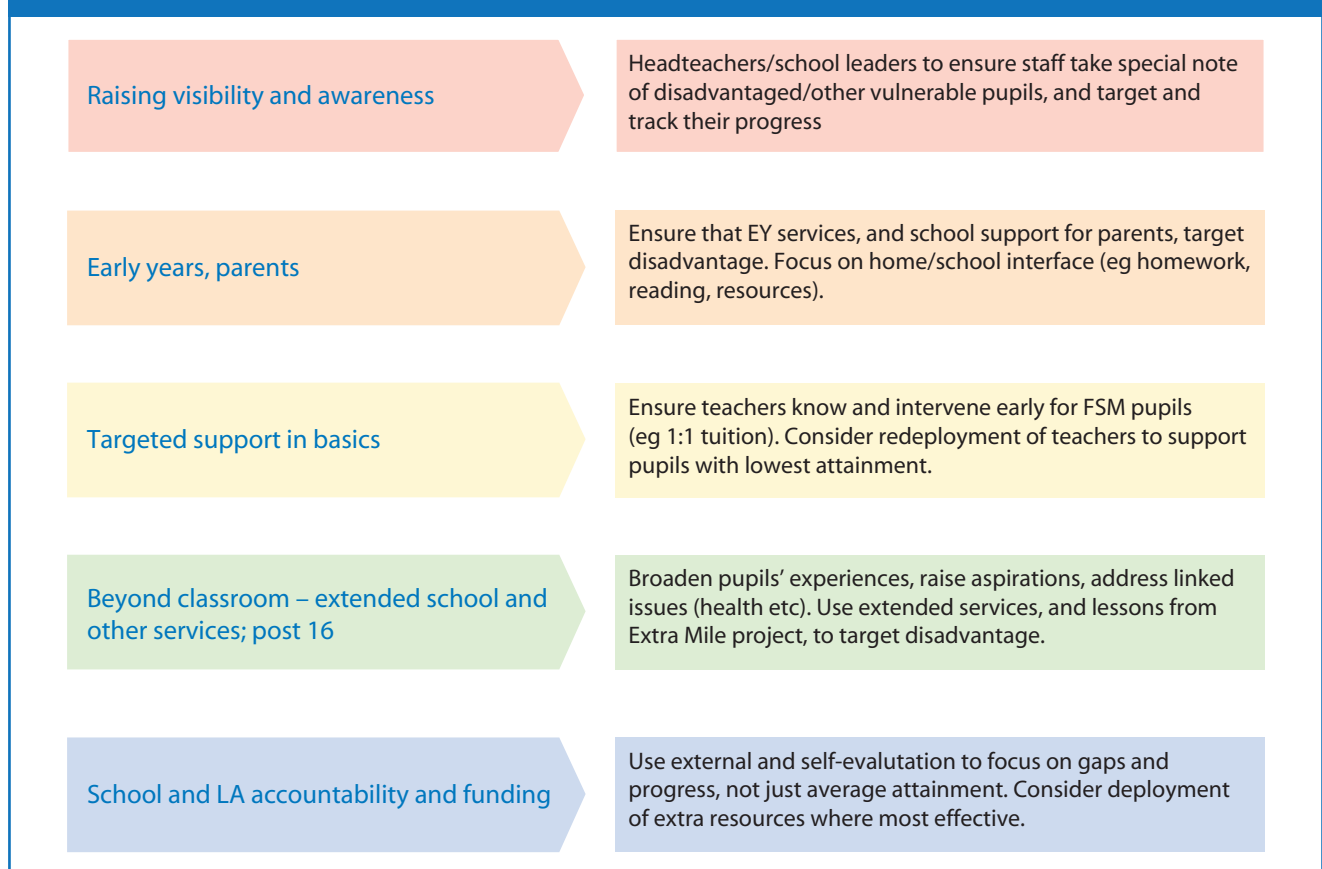 Raising visibility and awareness
Headteachers/school leaders to ensure staff take special note
of disadvantaged/other vulnerable pupils, and target and
track their progress
Early years, parents
Ensure that EY services, and school support for parents, target
disadvantage. Focus on home/school interface (eg homework,
reading, resources).
Targeted support in basics
Ensure teachers know and intervene early for FSM pupils
(eg 1:1 tuition). Consider redeployment of teachers to support
pupils with lowest attainment.
Beyond classroom – extended school and
other services; post 16
Broaden pupils’ experiences, raise aspirations, address linked
issues (health etc). Use extended services, and lessons from
Extra Mile project, to target disadvantage.
School and LA accountability and funding
Use external and self-evalutation to focus on gaps and
progress, not just average attainment. Consider deployment
of extra resources where most effective.